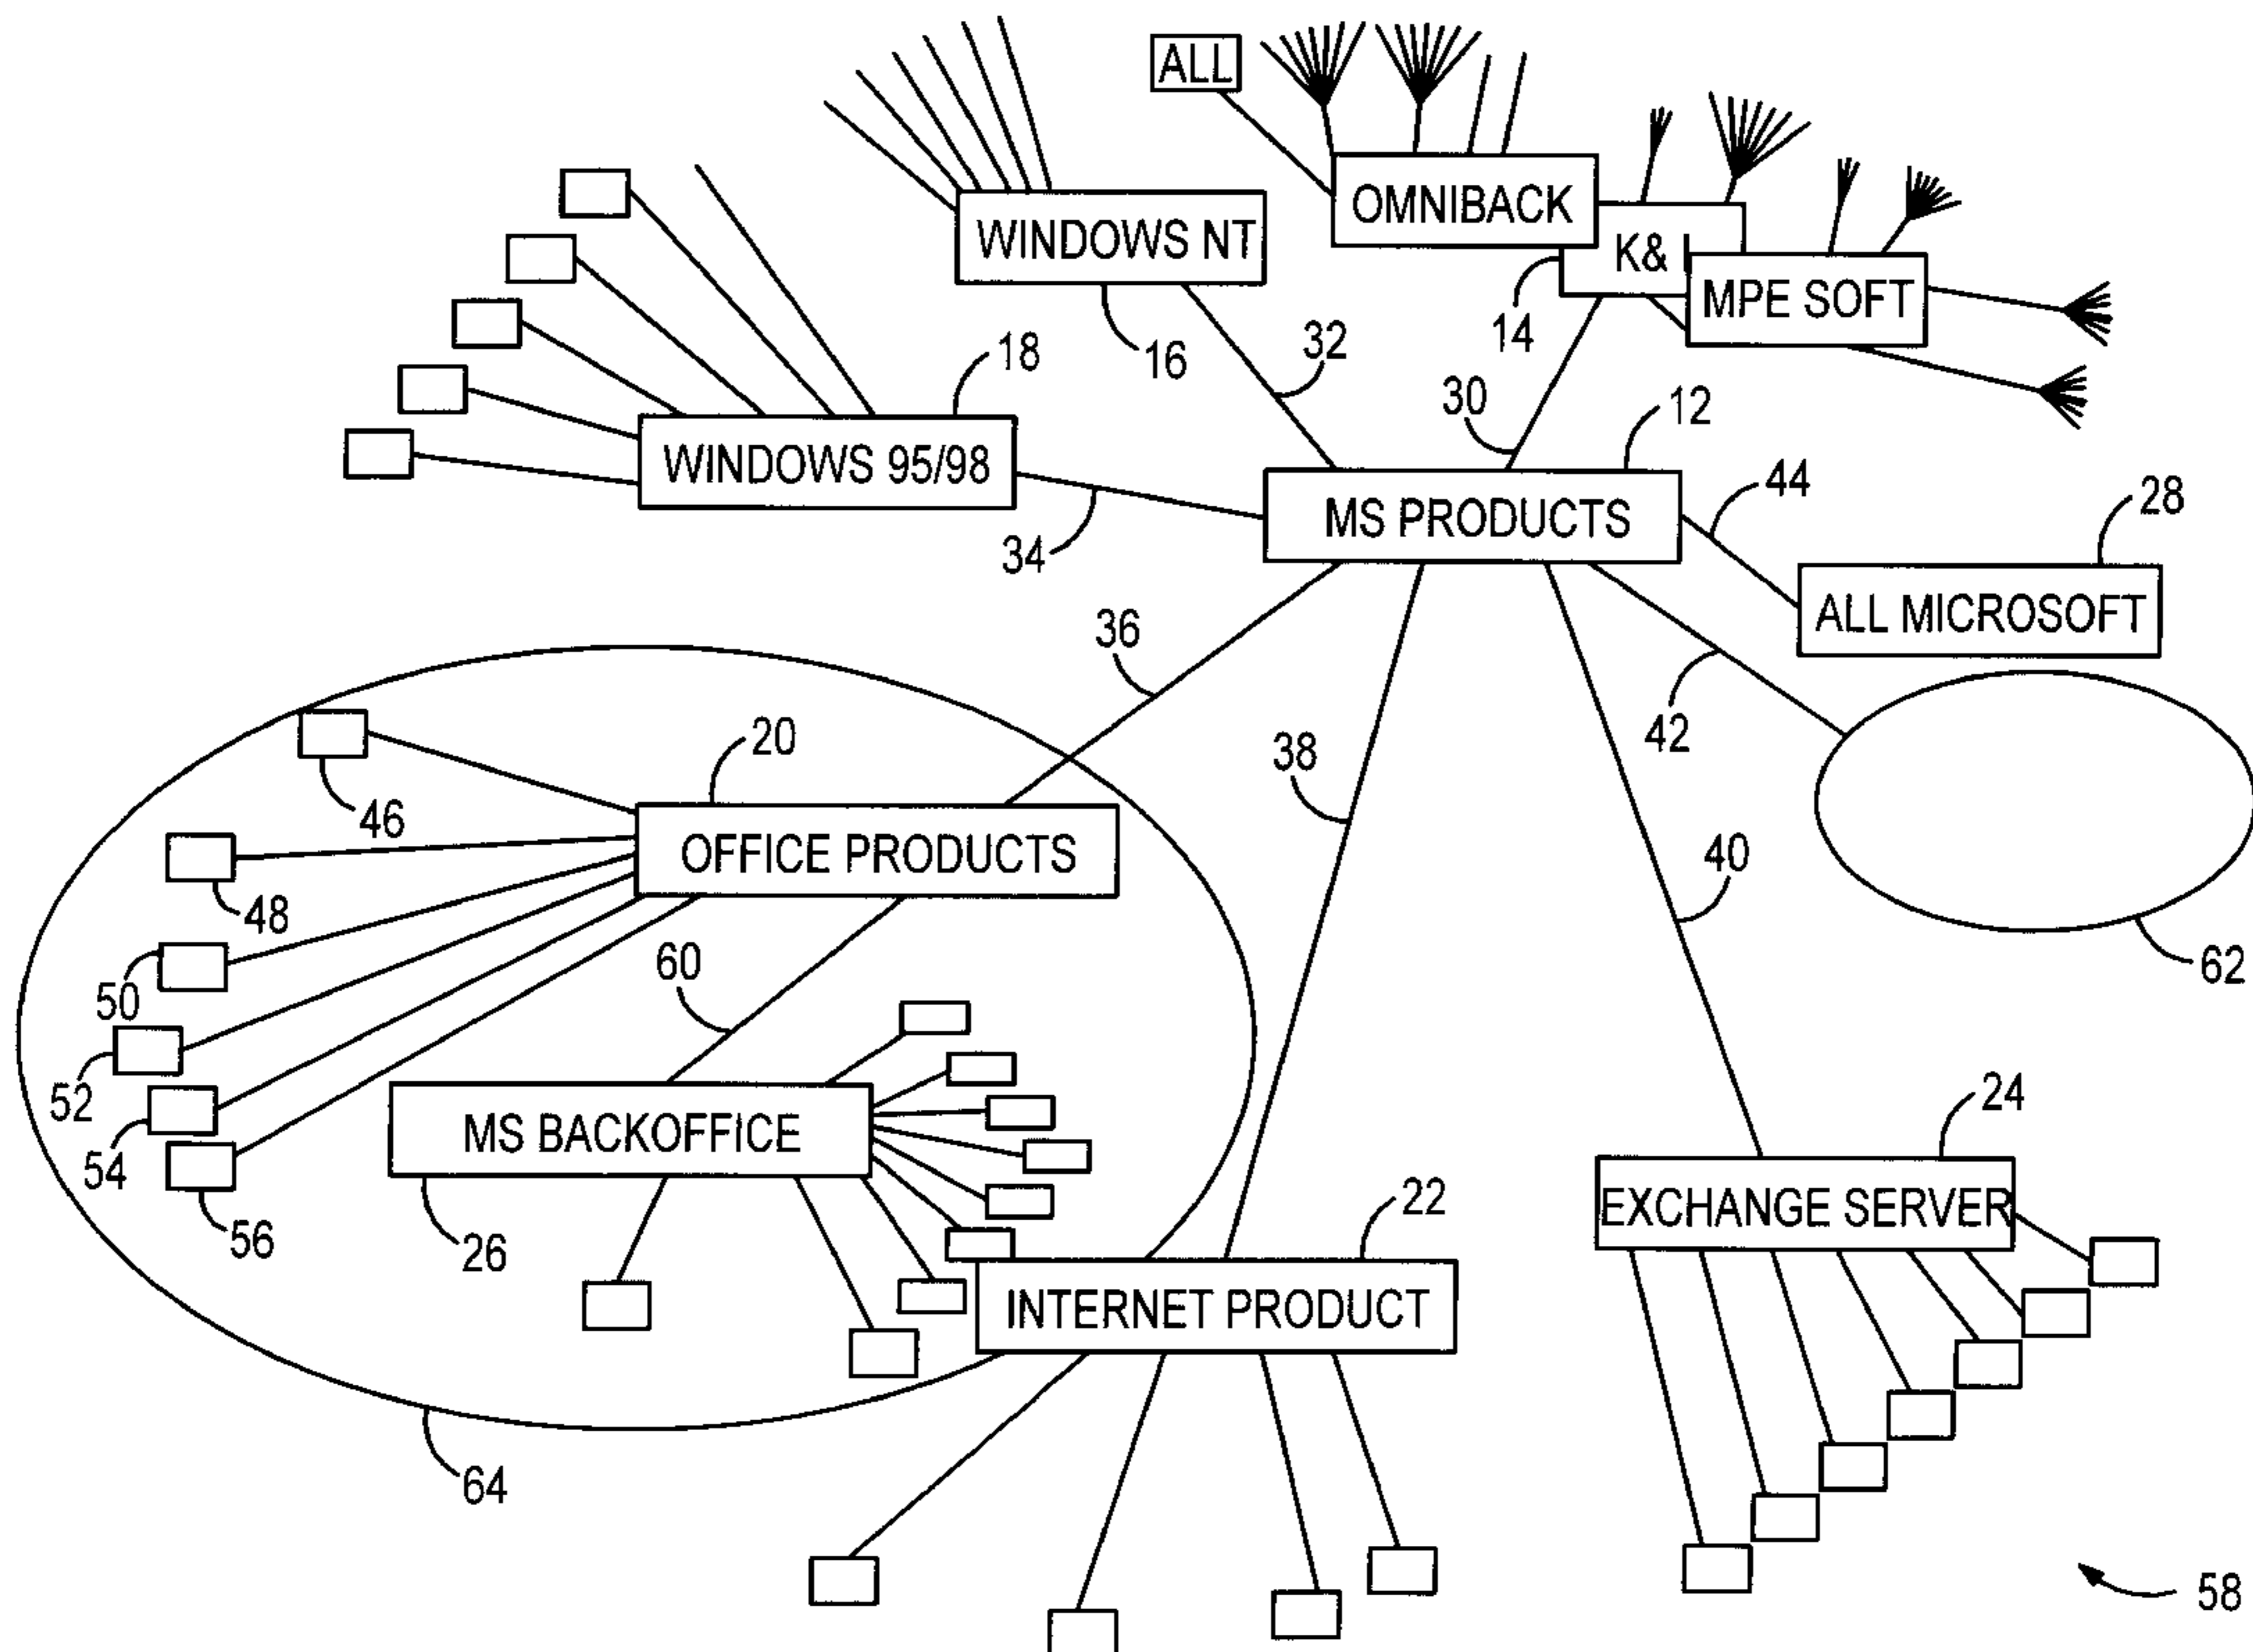 ALL
OMNIBACK
WINDOWS NT
K&
MPE SOFT
14
16
32
18
30
12
WINDOWS 95/98
MS PRODUCTS
44
28
34
ALL MICROSOFT
36
42
20
38
46
OFFICE PRODUCTS
40
48
60
62
50
52
MS BACKOFFICE
24
54
56
26
22
EXCHANGE SERVER
INTERNET PRODUCT
64
58